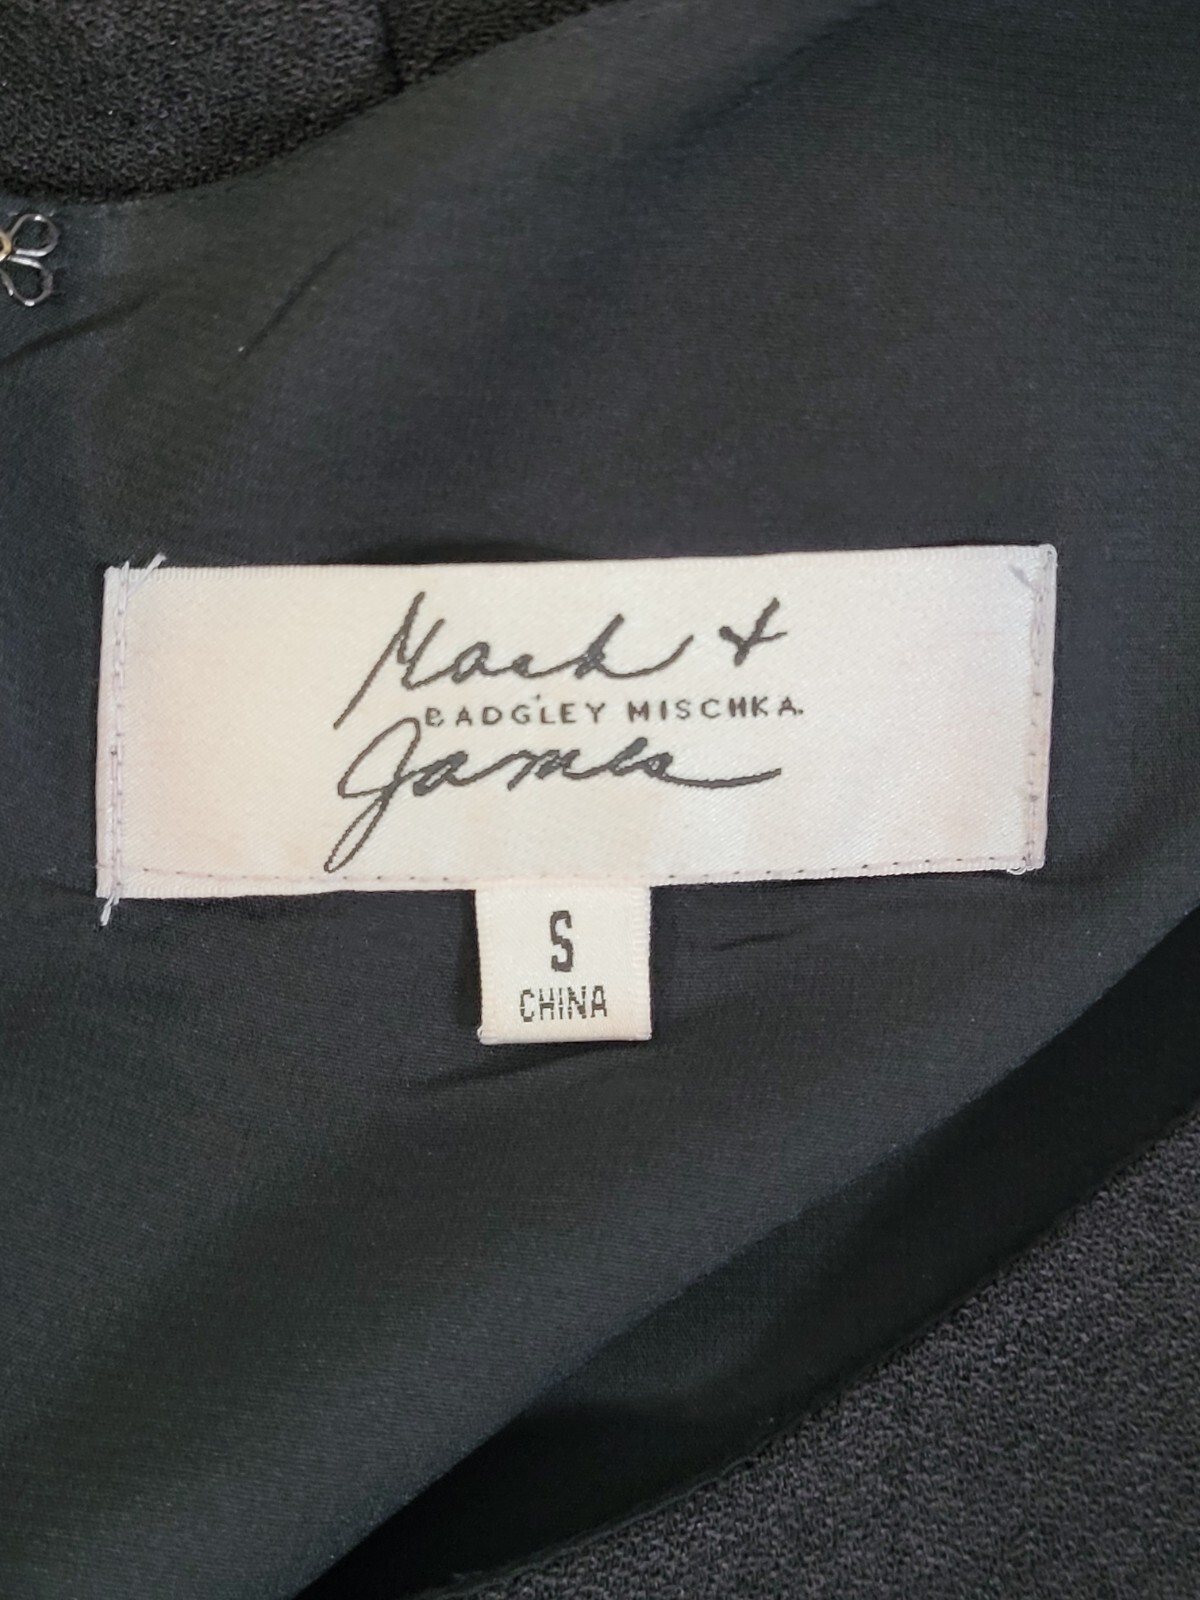 Mark +
BADGLEY MISCHKA.
James
S
CHINA